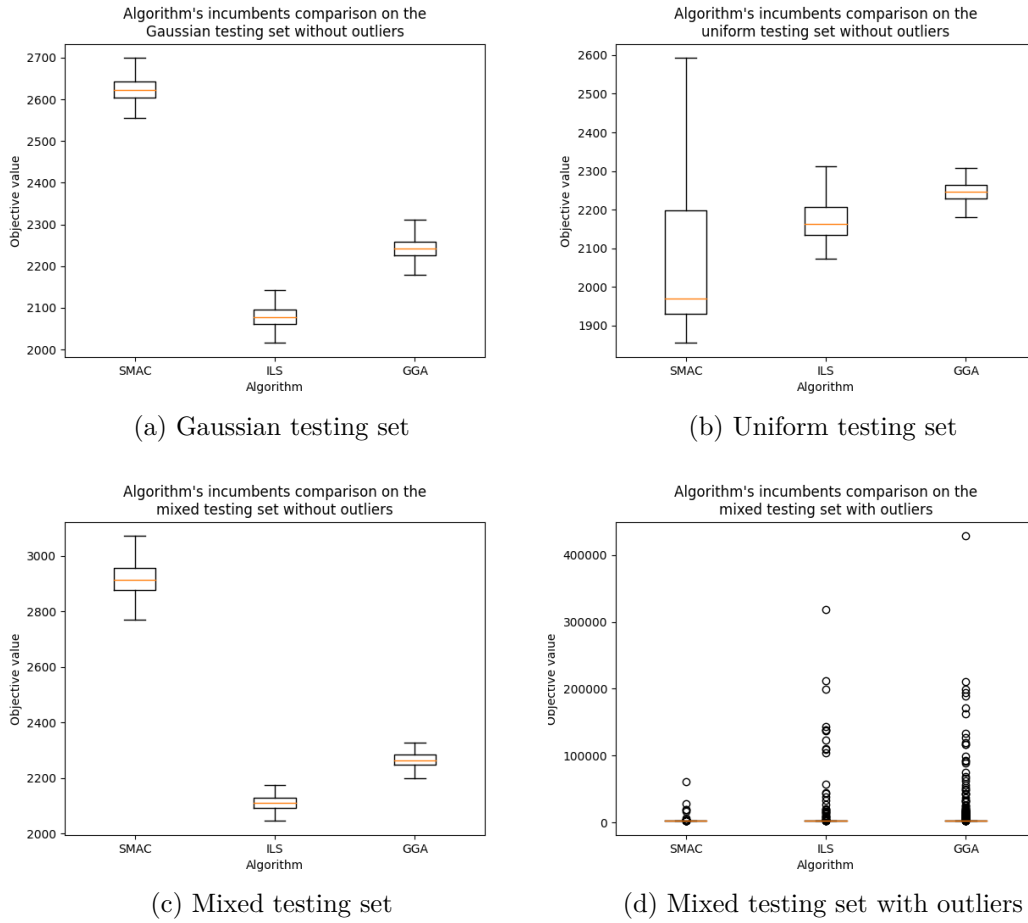 Algorithm's incumbents comparison on the
Gaussian testing set without outliers
2700
2600
2500
2400
2300
2200
2100
2000
Objective value
SMAC ILS GGA
Algorithm
(a) Gaussian testing set
Algorithm's incumbents comparison on the
uniform testing set without outliers
2600
2500
2400
2300
2200
2100
2000
1900
Objective value
SMAC ILS GGA
Algorithm
(b) Uniform testing set
Algorithm's incumbents comparison on the
mixed testing set without outliers
3000
2800
2600
2400
2200
2000
Objective value
SMAC ILS GGA
Algorithm
(c) Mixed testing set
Algorithm's incumbents comparison on the
mixed testing set with outliers
400000
300000
200000
100000
0
Objective value
SMAC ILS GGA
Algorithm
(d) Mixed testing set with outliers